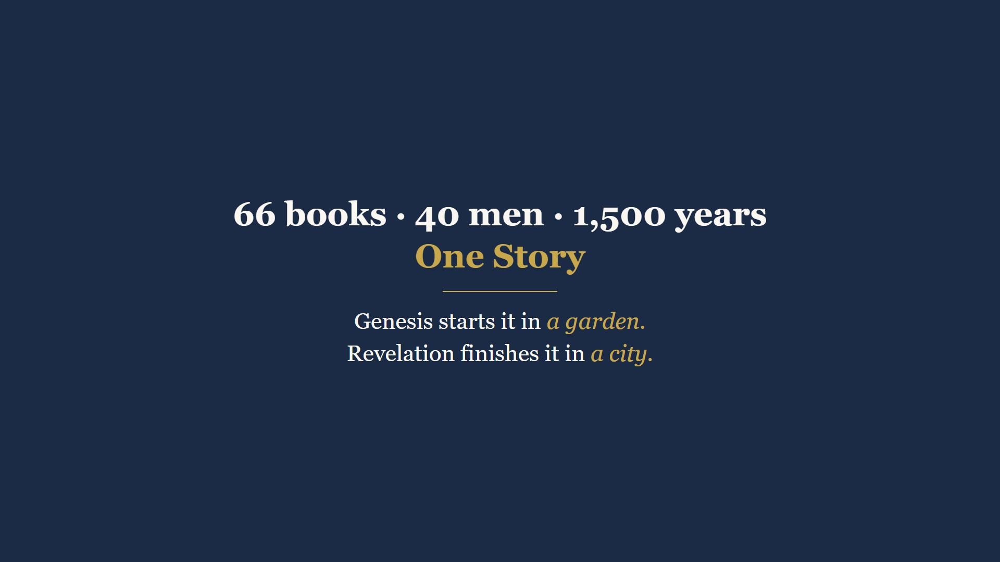 66 books · 40 men · 1,500 years
One Story
Genesis starts it in a garden.
Revelation finishes it in a city.